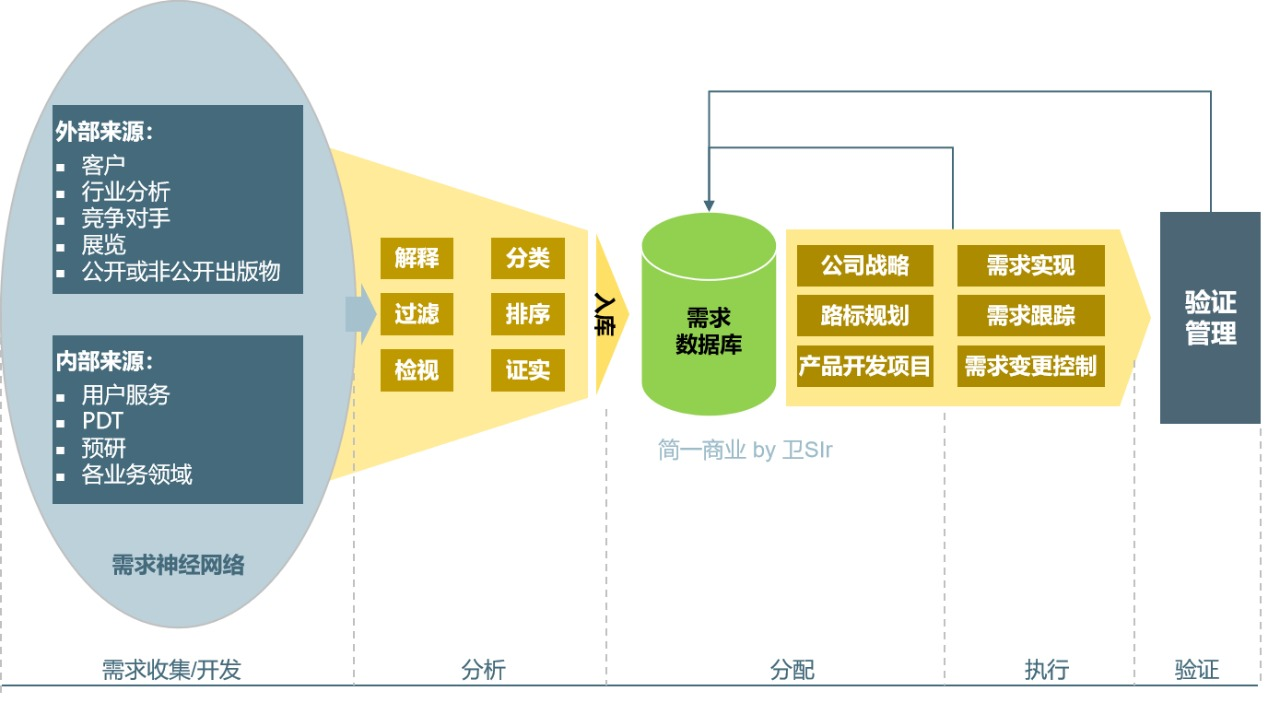 外部来源：
客户
行业分析
竞争对手
展览
公开或非公开出版物
内部来源：
用户服务
PDT
预研
各业务领域
需求神经网络
解释
分类
过滤
排序
检视
证实
入库
需求
数据库
公司战略
需求实现
路标规划
需求跟踪
产品开发项目
需求变更控制
验证
管理
简一商业 by 卫SIr
需求收集/开发
分析
分配
执行
验证